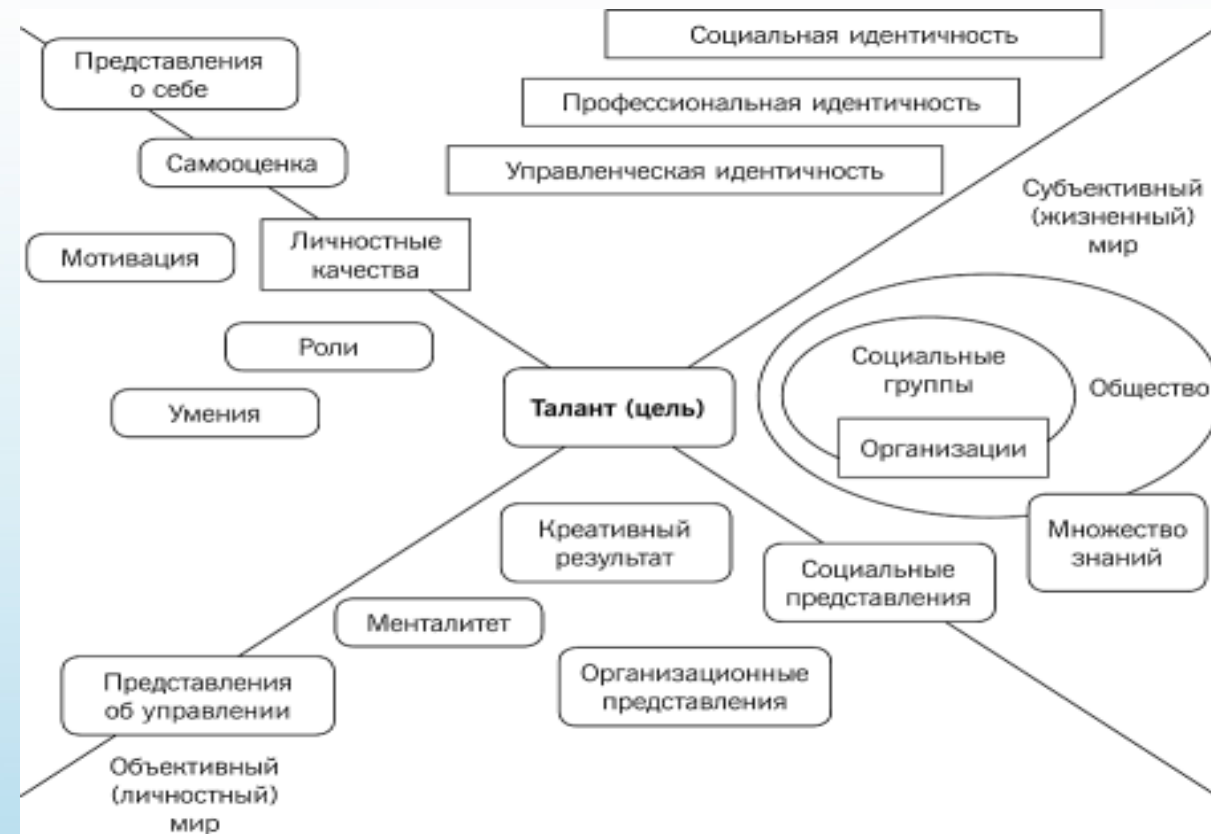 Социальная идентичность
Представления
о себе
Профессиональная идентичность
Самооценка
Управленческая идентичность
Субъективный
(жизненный)
мир
Личностные
качества
Мотивация
Роли
Социальные
группы
Общество
Умения
Талант (цель)
Организации
Креативный
результат
Множество
знаний
Социальные
представления
Менталитет
Организационные
представления
Представления
об управлении
Объективный
(личностный)
мир